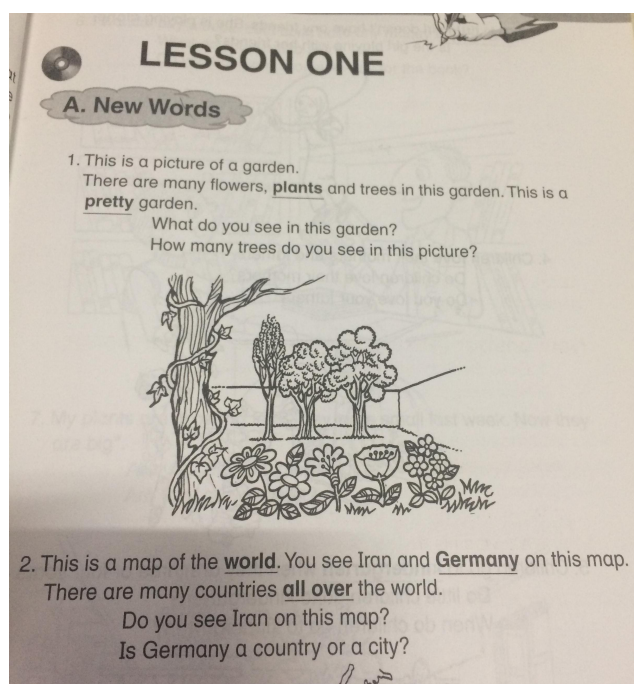 LESSON ONE
A. New Words
1. This is a picture of a garden.
There are many flowers, plants and trees in this garden. This is a
pretty garden.
What do you see in this garden?
How many trees do you see in this picture?
2. This is a map of the world. You see Iran and Germany on this map.
There are many countries all over the world.
Do you see Iran on this map?
Is Germany a country or a city?